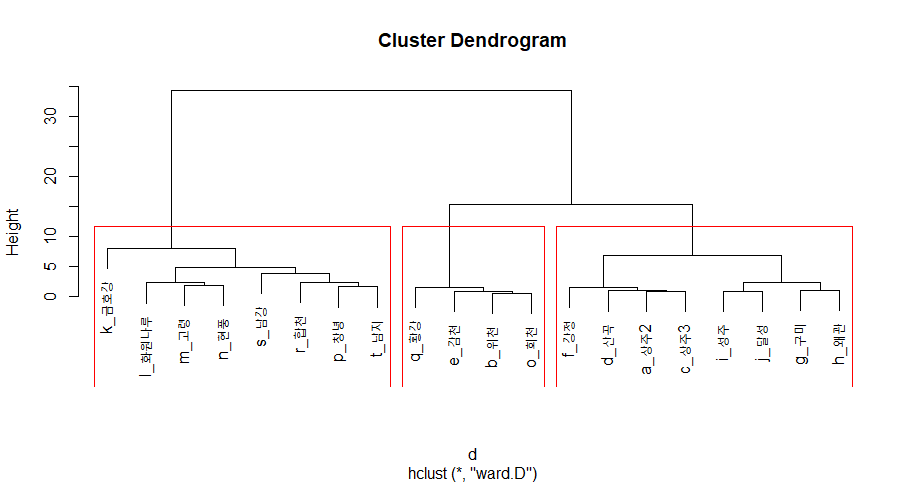 Cluster Dendrogram
Height
0
5
10
20
30
k_금호강
l_화원나루
m_고령
n_현풍
s_남강
r_합천
p_창녕
t_남지
q_황강
e_감천
b_위천
o_회천
f_강정
d_산곡
a_상주2
c_상주3
i_성주
j_달성
g_구미
h_왜관
d
hclust (*, "ward.D")